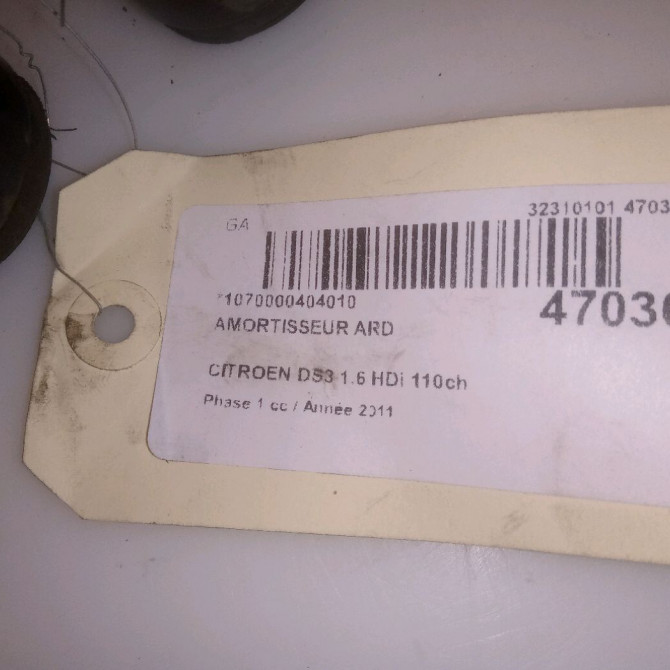 GA
32310101 4703
*1070000404010
4703
AMORTISSEUR ARD
CITROEN DS3 1.6 HDi 110ch
Phase 1 cc / Année 2011